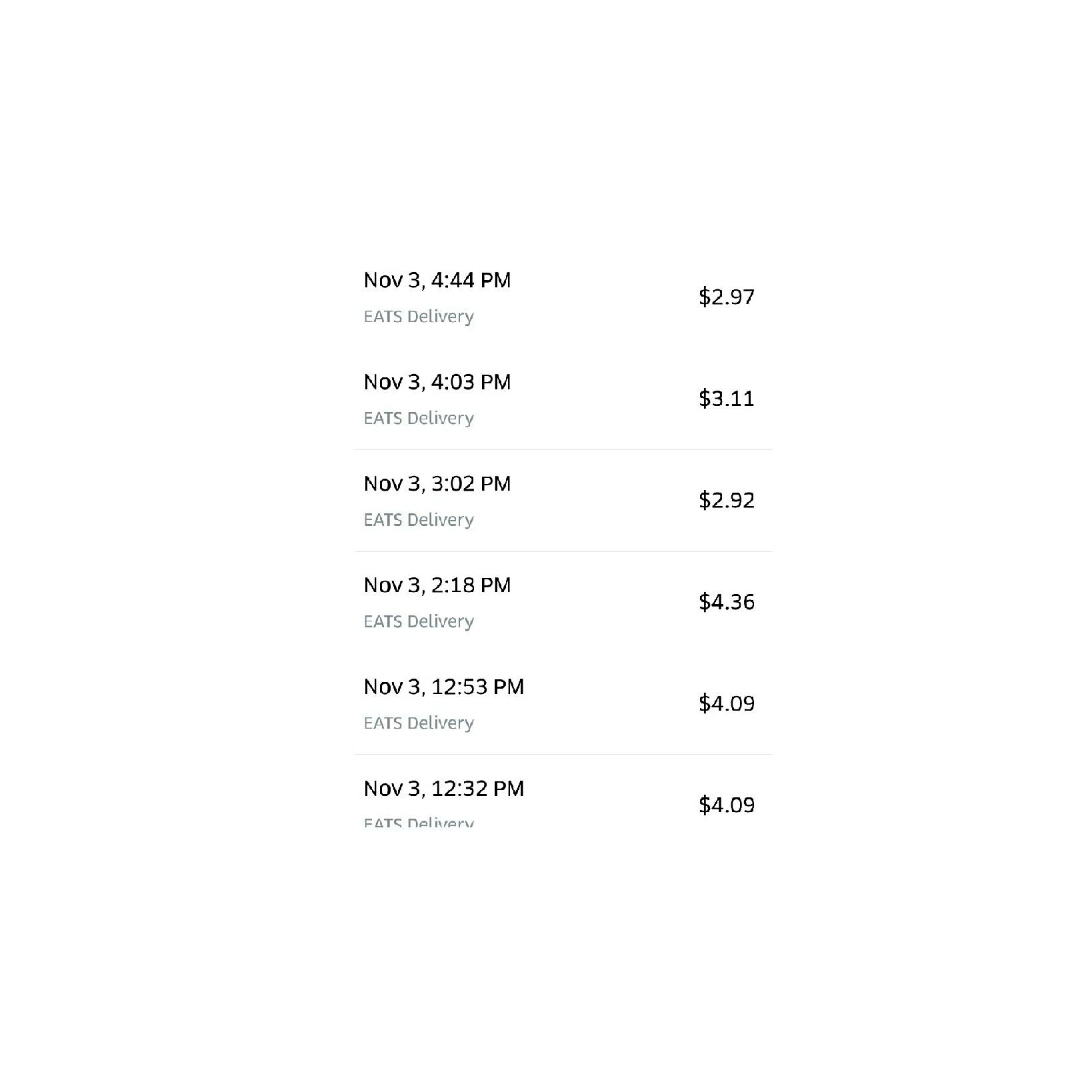 Nov 3, 4:44 PM
$2.97
EATS Delivery
Nov 3, 4:03 PM
$3.11
EATS Delivery
Nov 3, 3:02 PM
$2.92
EATS Delivery
Nov 3, 2:18 PM
$4.36
EATS Delivery
Nov 3, 12:53 PM
$4.09
EATS Delivery
Nov 3, 12:32 PM
$4.09
EATS Delivery